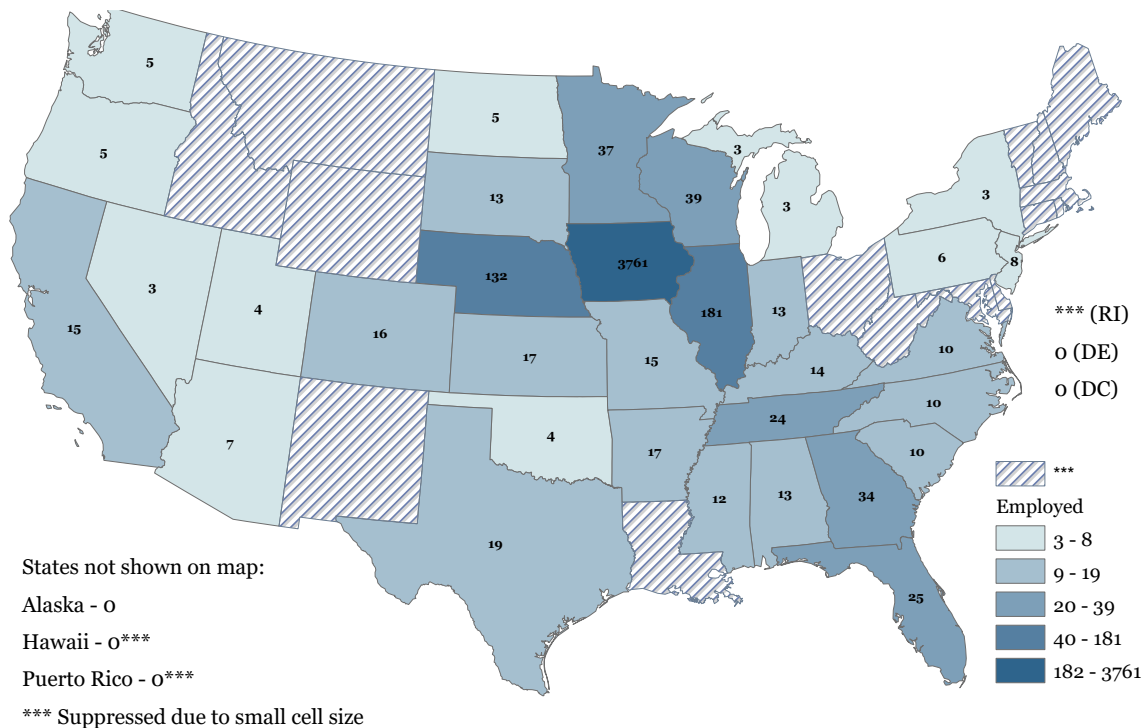 5
5
5
37
3
3
39
3
13
6
8
132
3761
3
4
15
16
17
15
181
13
14
10
10
10
24
7
4
17
12
13
34
19
25
*** (RI)
0 (DE)
0 (DC)
***
Employed
3 - 8
9 - 19
20 - 39
40 - 181
182 - 3761
States not shown on map:
Alaska - 0
Hawaii - 0***
Puerto Rico - 0***
*** Suppressed due to small cell size